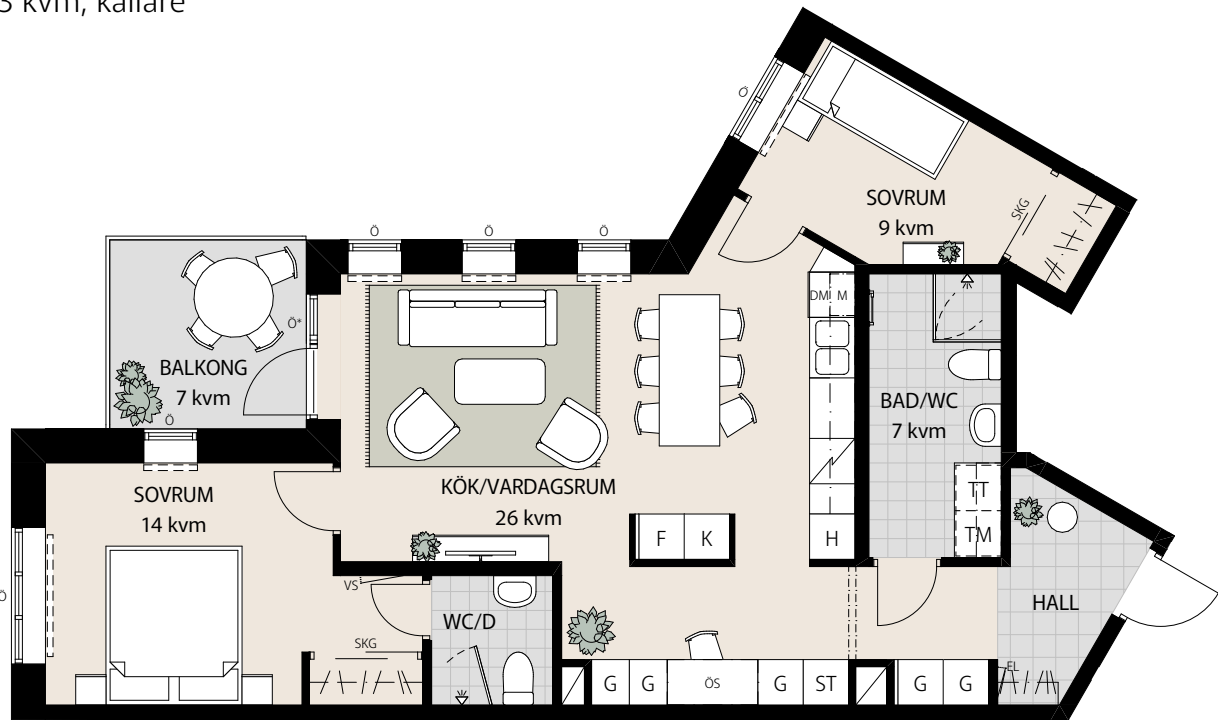 3 kvm, källare
Ö
SOVRUM
9 kvm
SKG
Ö
Ö
Ö
DM M
Ö*
BALKONG
7 kvm
Ö
BAD/WC
7 kvm
SOVRUM
14 kvm
KÖK/VARDAGSRUM
26 kvm
TT
TM
F K
H
Ö
VS
WC/D
HALL
SKG
EL
G G ÖS G ST G G